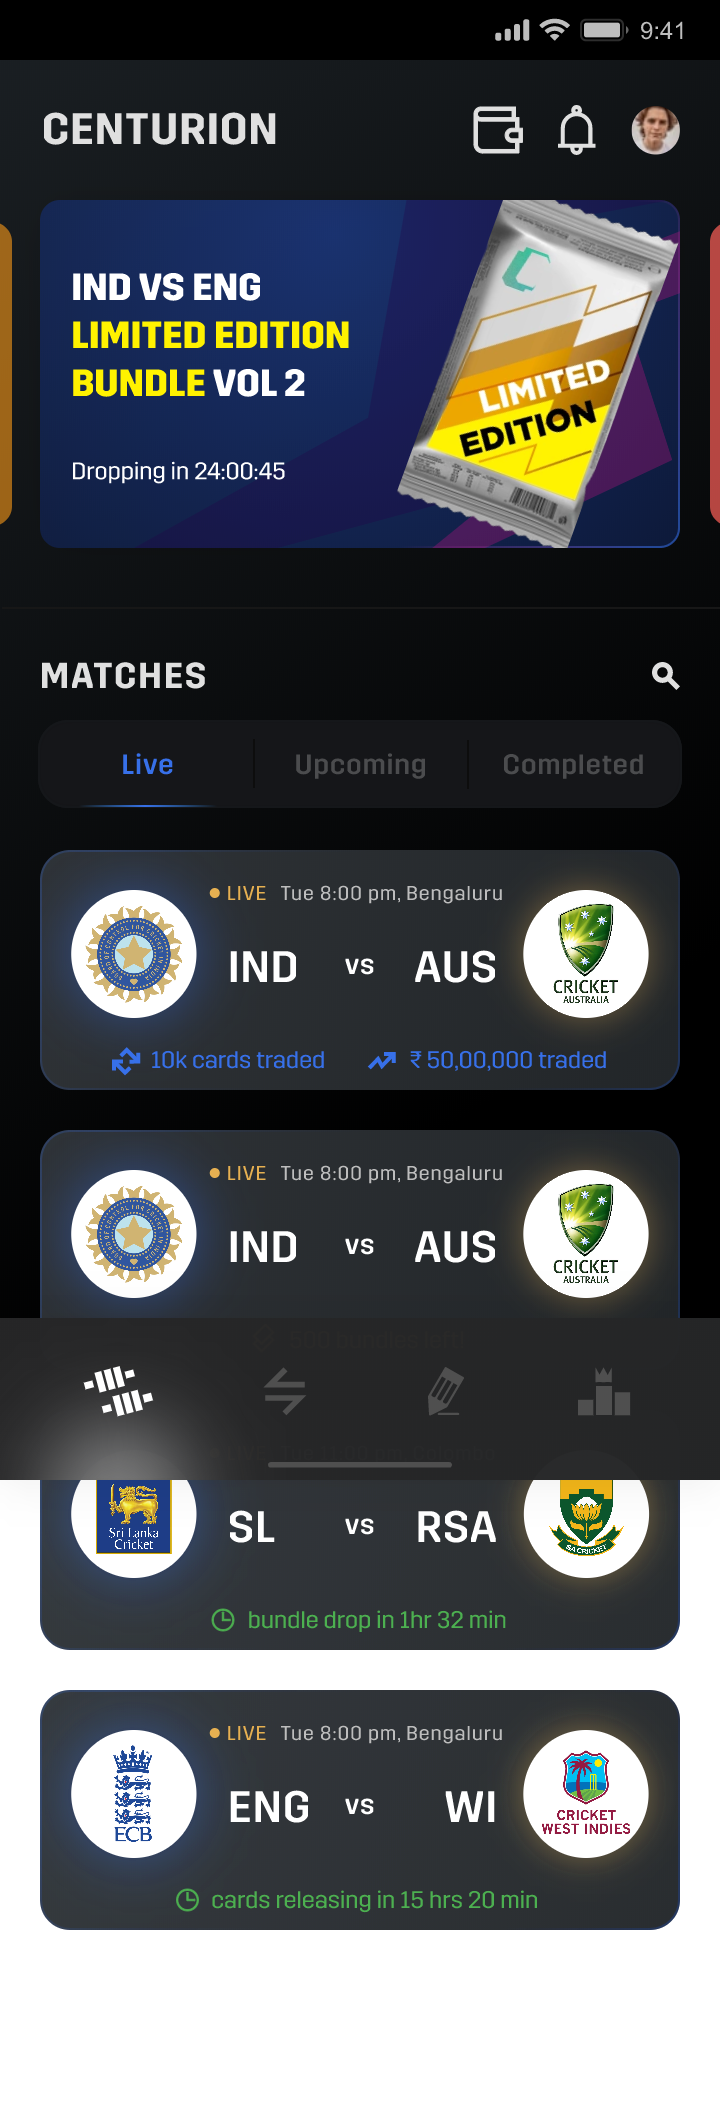 9:41
CENTURION
IND VS ENG
LIMITED EDITION
BUNDLE VOL 2
Dropping in 24:00:45
LIMITED
EDITION
MATCHES
Live Upcoming Completed
LIVE Tue 8:00 pm, Bengaluru
IND vs AUS
CRICKET
AUSTRALIA
10k cards traded ₹ 50,00,000 traded
LIVE Tue 8:00 pm, Bengaluru
IND vs AUS
CRICKET
AUSTRALIA
500 bundles left
Sri Lanka
Cricket
SL vs RSA
SA CRICKET
bundle drop in 1hr 32 min
LIVE Tue 8:00 pm, Bengaluru
ECB
ENG vs WI
CRICKET
WEST INDIES
cards releasing in 15 hrs 20 min